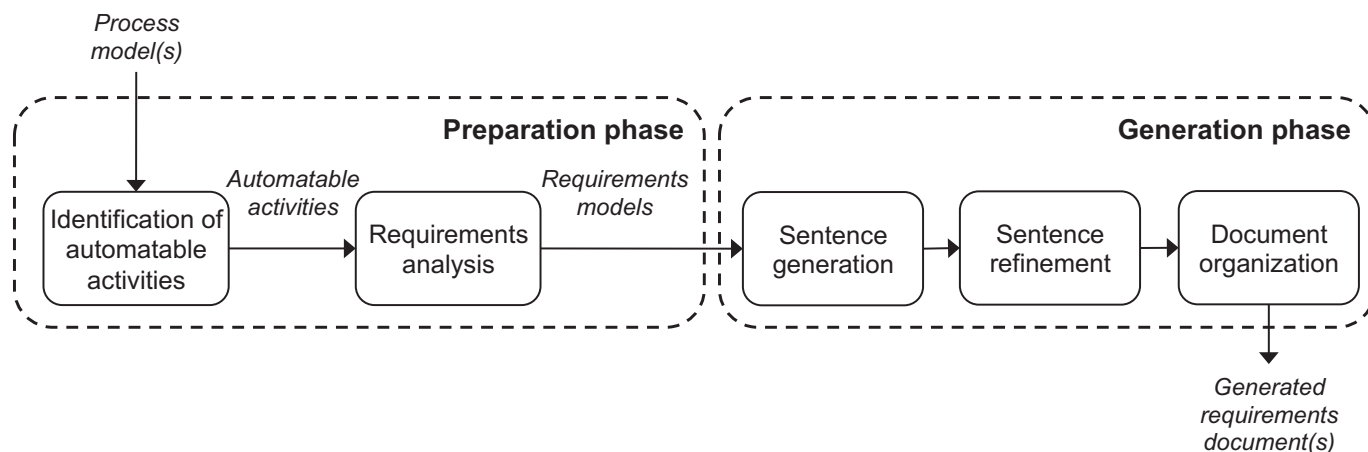 Process
model(s)
Preparation phase
Generation phase
Identification of
automatable
activities
Automatable
activities
Requirements
analysis
Requirements
models
Sentence
generation
Sentence
refinement
Document
organization
Generated
requirements
document(s)